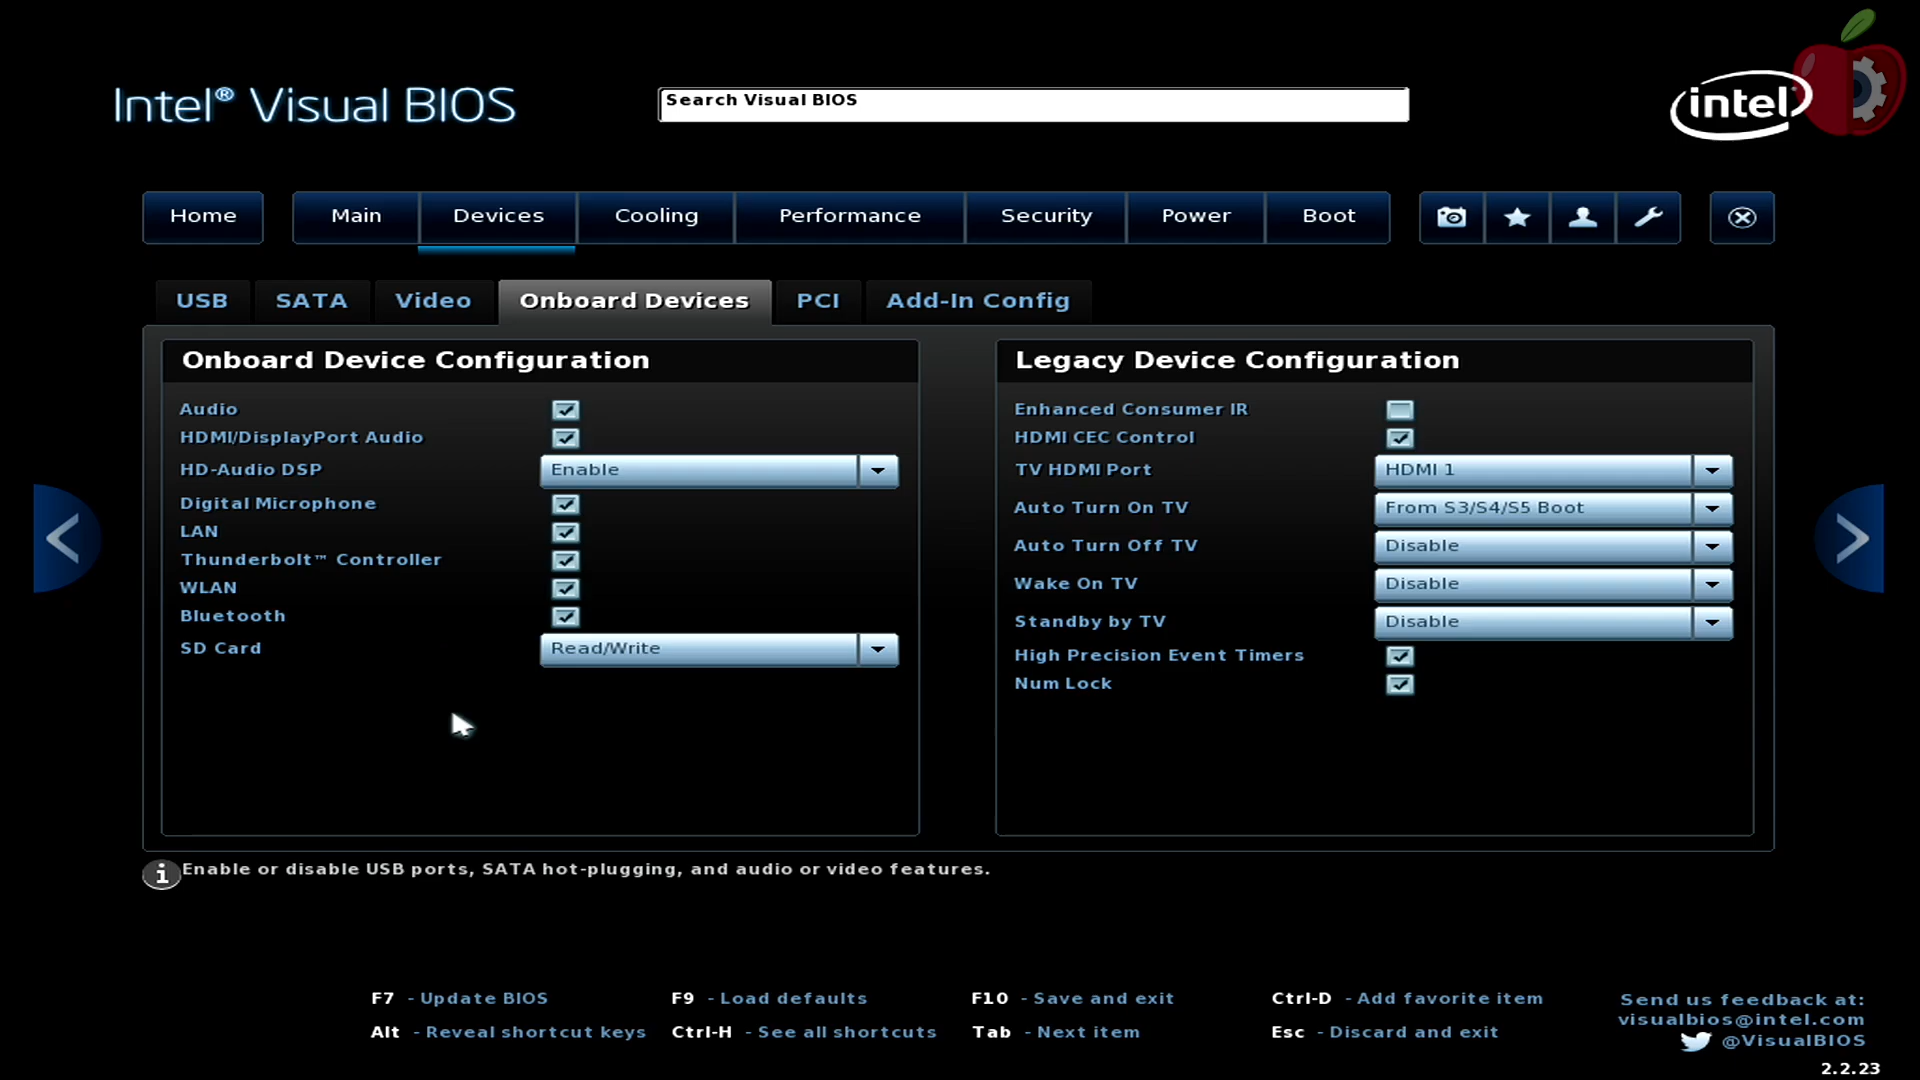 Intel® Visual BIOS
Search Visual BIOS
intel
Home Main Devices Cooling Performance Security Power Boot
USB SATA Video Onboard Devices PCI Add-In Config
Onboard Device Configuration
Audio
HDMI/DisplayPort Audio
HD-Audio DSP Enable
Digital Microphone
LAN
Thunderbolt™ Controller
WLAN
Bluetooth
SD Card Read/Write
Legacy Device Configuration
Enhanced Consumer IR
HDMI CEC Control
TV HDMI Port HDMI 1
Auto Turn On TV From S3/S4/S5 Boot
Auto Turn Off TV Disable
Wake On TV Disable
Standby by TV Disable
High Precision Event Timers
Num Lock
Enable or disable USB ports, SATA hot-plugging, and audio or video features.
F7 - Update BIOS F9 - Load defaults F10 - Save and exit Ctrl-D - Add favorite item
Alt - Reveal shortcut keys Ctrl-H - See all shortcuts Tab - Next item Esc - Discard and exit
Send us feedback at:
visualbios@intel.com
@VisualBIOS
2.2.23